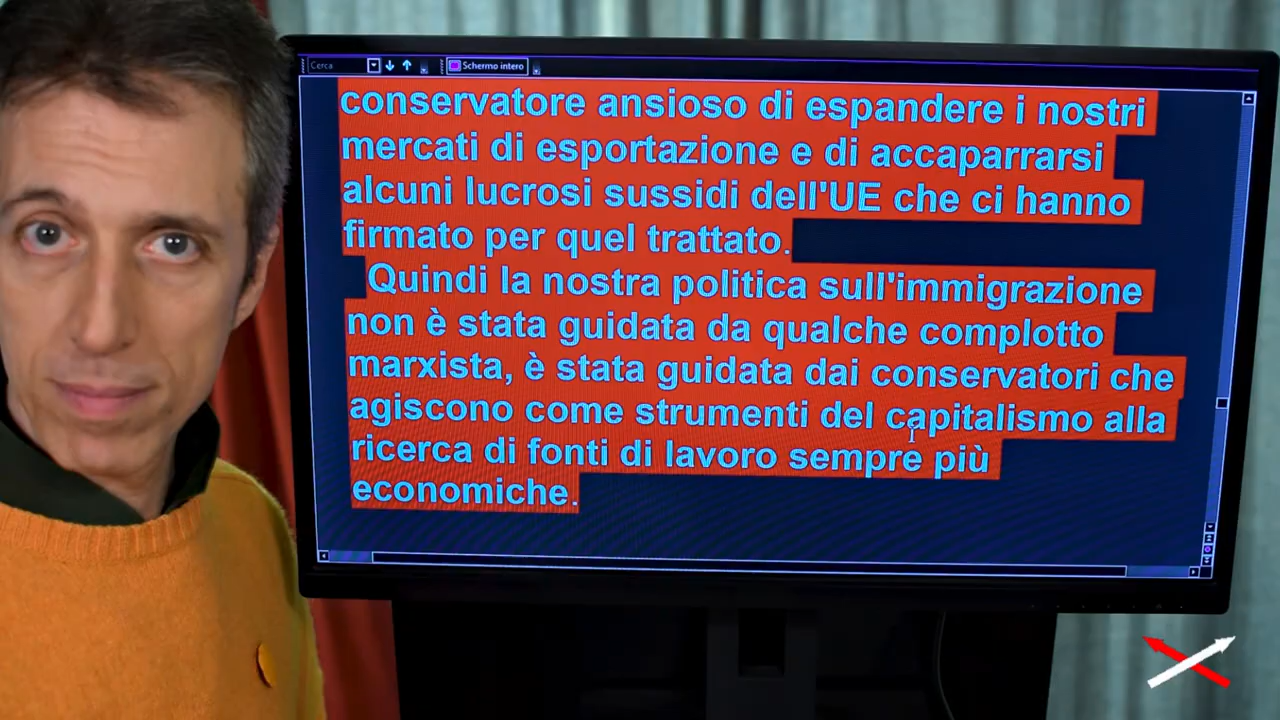 Cerca
Schermo intero
conservatore ansioso di espandere i nostri
mercati di esportazione e di accaparrarsi
alcuni lucrosi sussidi dell'UE che ci hanno
firmato per quel trattato.
Quindi la nostra politica sull'immigrazione
non è stata guidata da qualche complotto
marxista, è stata guidata dai conservatori che
agiscono come strumenti del capitalismo alla
ricerca di fonti di lavoro sempre più
economiche.